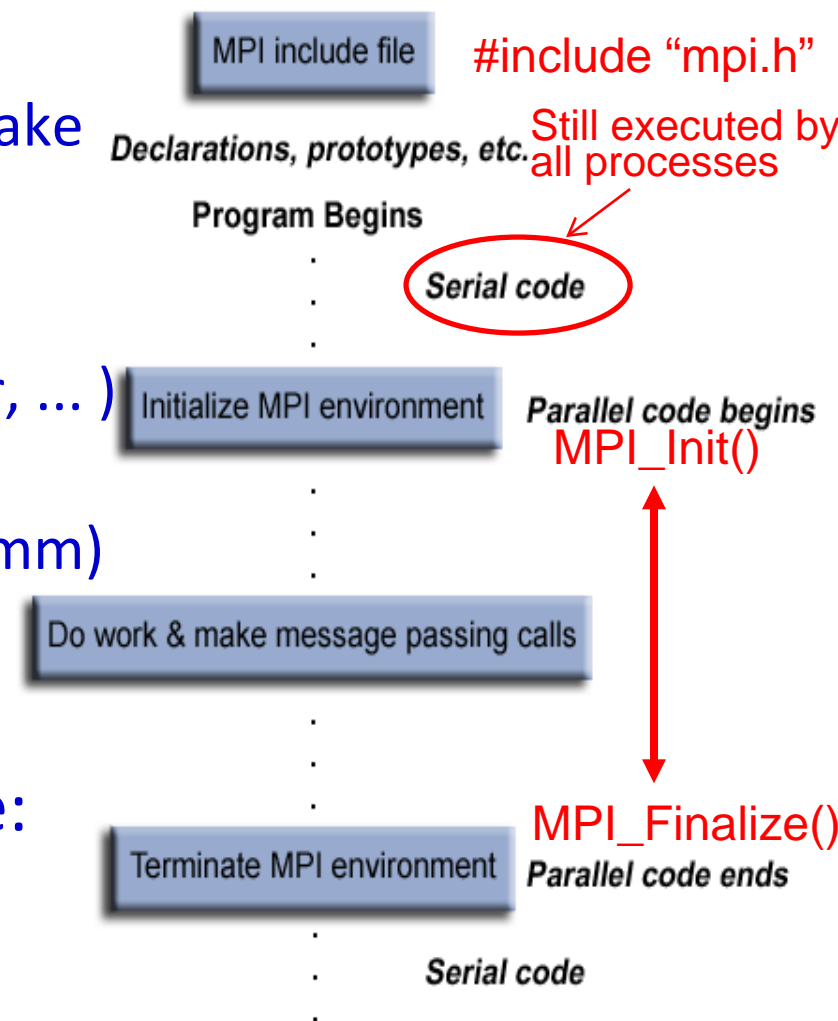 MPI include file
#include “mpi.h”
ake
Declarations, prototypes, etc.
Still executed by
all processes
Program Begins
.
.
Serial code
.
, ... )
Initialize MPI environment
Parallel code begins
MPI_Init()
.
.
mm)
.
Do work & make message passing calls
.
.
.
e:
MPI_Finalize()
Terminate MPI environment
Parallel code ends
.
.
Serial code
.